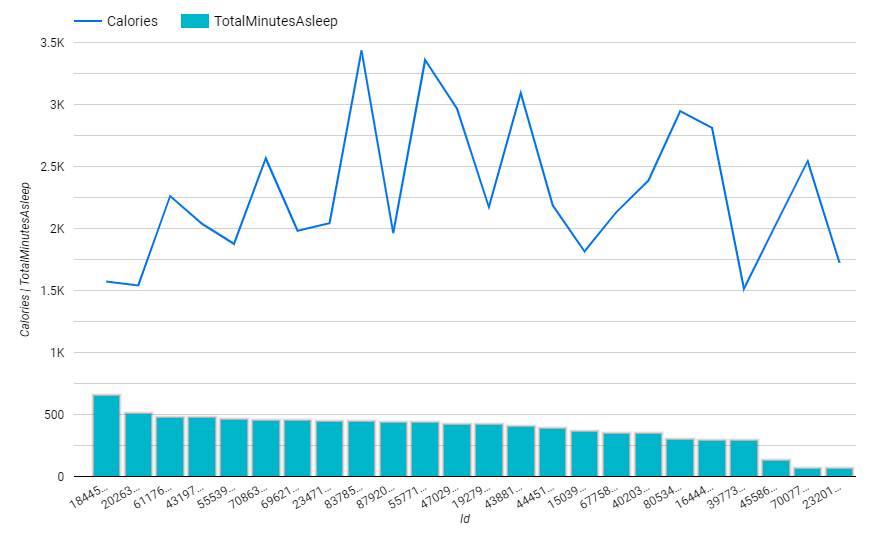 Calories TotalMinutesAsleep
3.5K
3K
2.5K
2K
1.5K
1K
500
0
Calories | TotalMinutesAsleep
18445... 20263... 61176... 43197... 55539... 70863... 69621... 23471... 83785... 87920... 55771... 47029... 19279... 43881... 44451... 15039... 67758... 40203... 80534... 16444... 39773... 45586... 70077... 23201...
Id